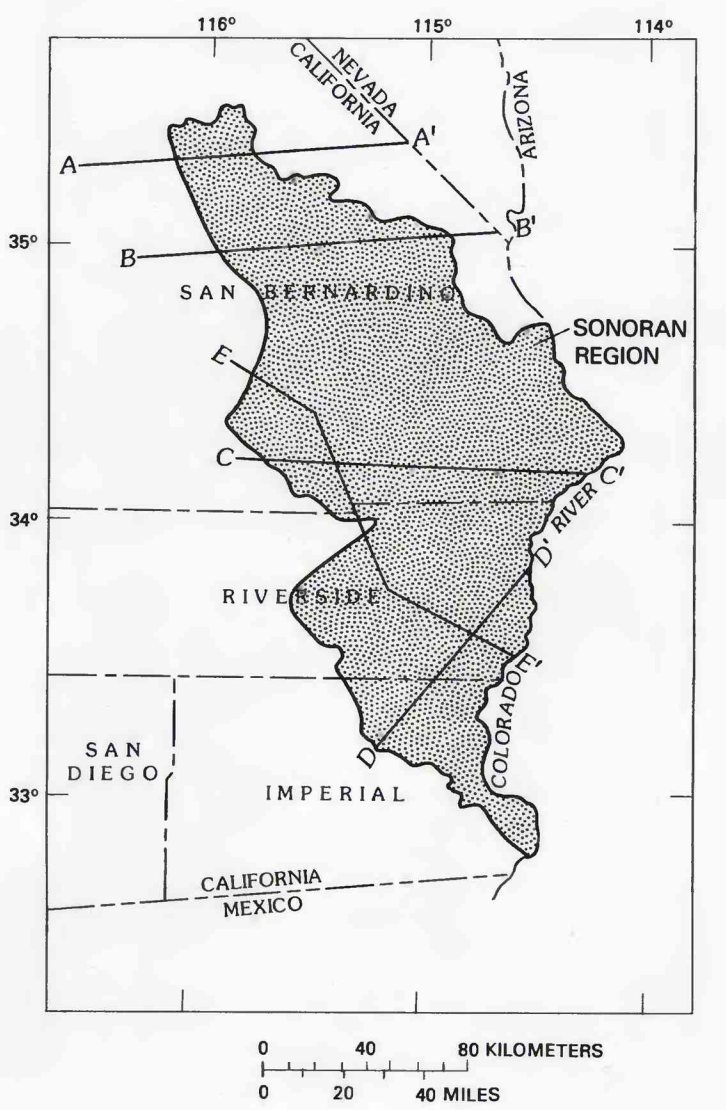 116° 115° 114°
NEVADA
CALIFORNIA
ARIZONA
A A'
35°
B B'
SAN BERNARDINO
SONORAN
REGION
E
C C'
34°
COLORADO RIVER
D'
RIVERSIDE
E'
D
SAN
DIEGO
IMPERIAL
33°
CALIFORNIA
MEXICO
0 40 80 KILOMETERS
0 20 40 MILES